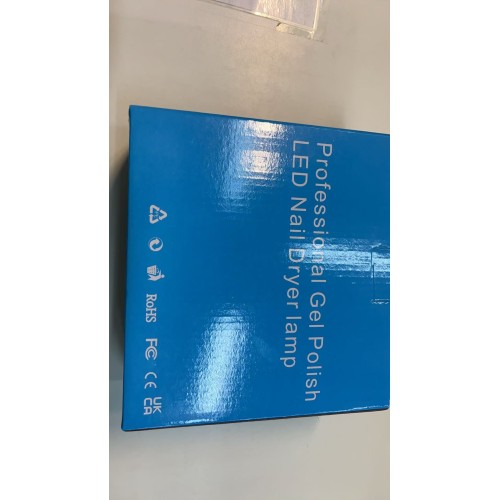 Professional Gel Polish
LED Nail Dryer lamp
RoHS FC CE UK
CA